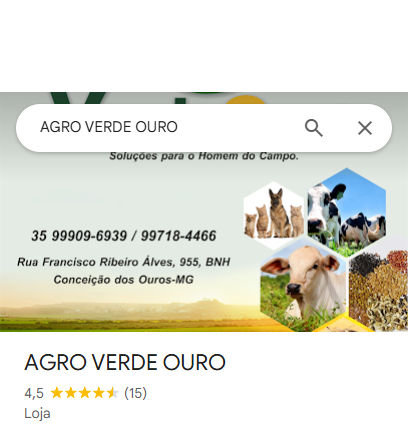 AGRO VERDE OURO
Soluções para o Homem do Campo.
35 99909-6939 / 99718-4466
Rua Francisco Ribeiro Álves, 955, BNH
Conceição dos Ouros-MG
AGRO VERDE OURO
4,5 (15)
Loja